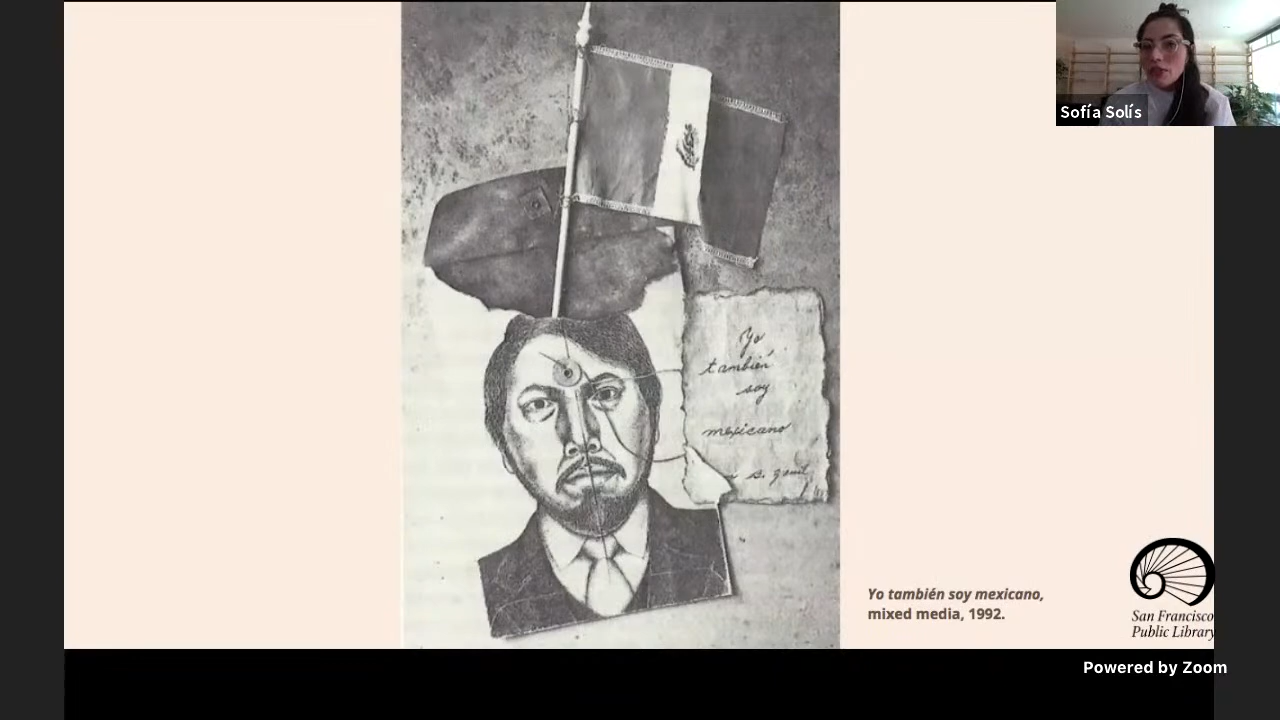 Sofía Solís
Yo
también
soy
mexicano
Yo también soy mexicano,
mixed media, 1992.
San Francisco
Public Library
Powered by Zoom